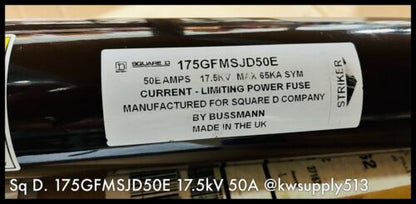 SQUARE D 175GFMSJD50E
50E AMPS 17.5KV MAX 65KA SYM
CURRENT - LIMITING POWER FUSE
MANUFACTURED FOR SQUARE D COMPANY
BY BUSSMANN
MADE IN THE UK
STRIKER
Sq D. 175GFMSJD50E 17.5kV 50A @kwsupply513